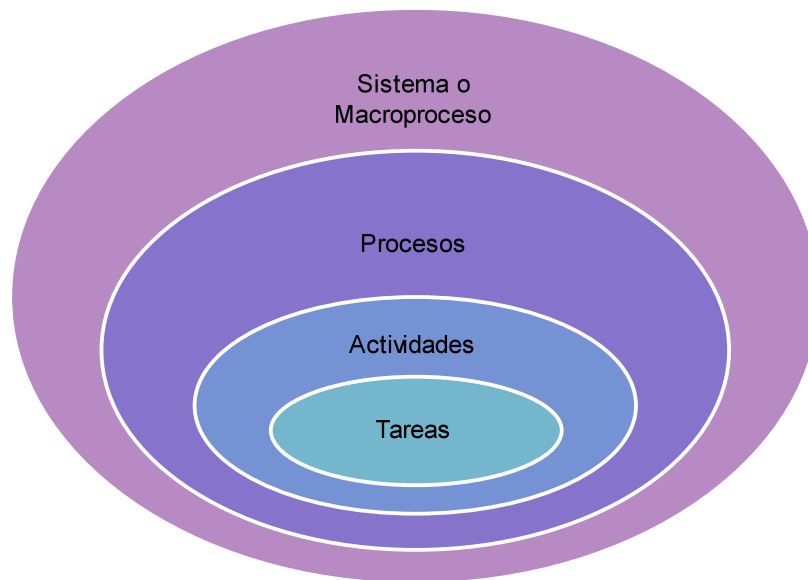 Sistema o
Macroproceso
Procesos
Actividades
Tareas